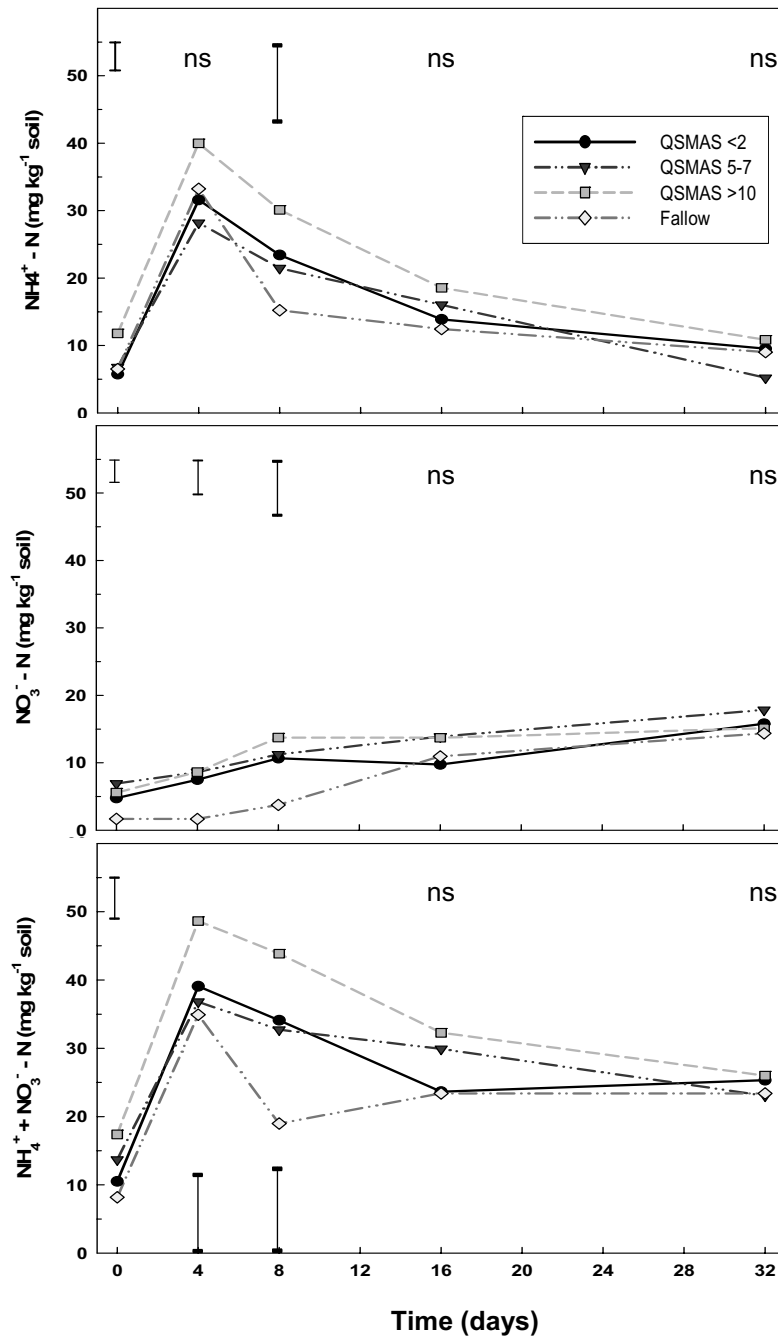 50
40
30
20
10
0
NH4⁺ - N (mg kg⁻¹ soil)
ns ns ns
QSMAS <2
QSMAS 5-7
QSMAS >10
Fallow
50
40
30
20
10
0
NO₃⁻ - N (mg kg⁻¹ soil)
ns ns
50
40
30
20
10
0
NH₄⁺ + NO₃⁻ - N (mg kg⁻¹ soil)
ns ns
0 4 8 12 16 20 24 28 32
Time (days)